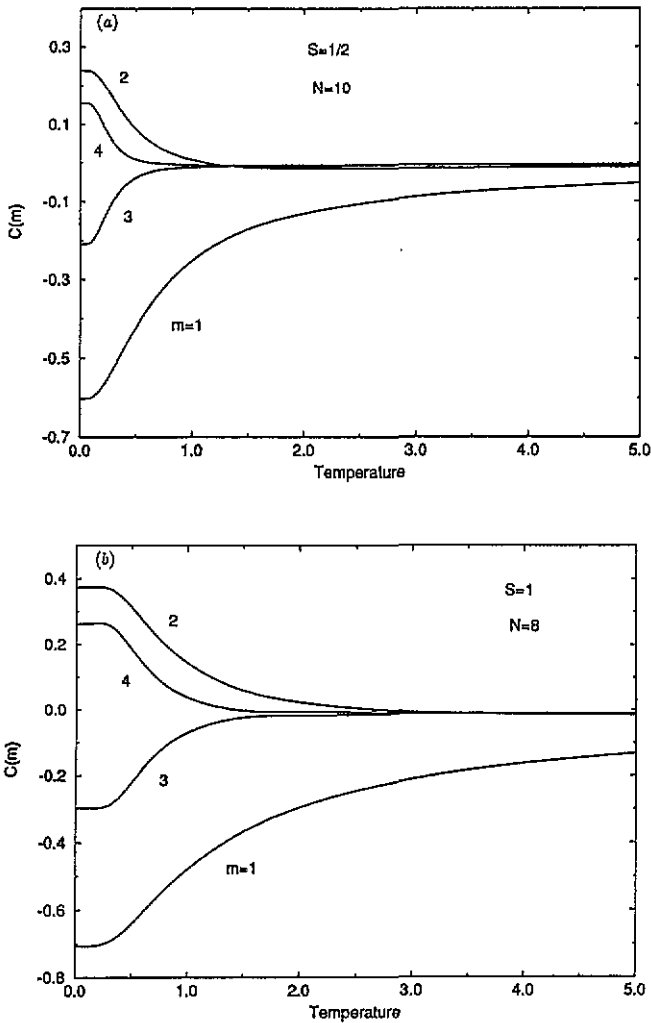 (a)
S=1/2
N=10
0.3
0.1
-0.1
-0.3
-0.5
-0.7
C(m)
2
4
3
m=1
0.0 1.0 2.0 3.0 4.0 5.0
Temperature
(b)
S=1
N=8
0.4
0.2
0.0
-0.2
-0.4
-0.6
-0.8
C(m)
2
4
3
m=1
0.0 1.0 2.0 3.0 4.0 5.0
Temperature